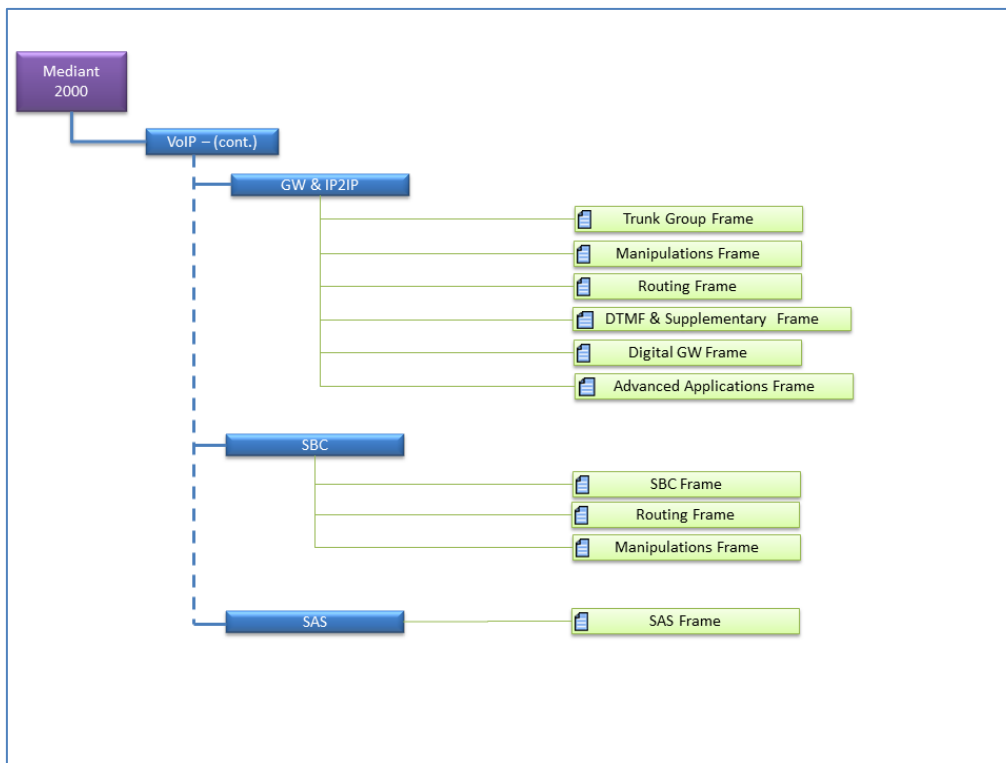 Mediant
2000
VoIP – (cont.)
GW & IP2IP
Trunk Group Frame
Manipulations Frame
Routing Frame
DTMF & Supplementary Frame
Digital GW Frame
Advanced Applications Frame
SBC
SBC Frame
Routing Frame
Manipulations Frame
SAS
SAS Frame